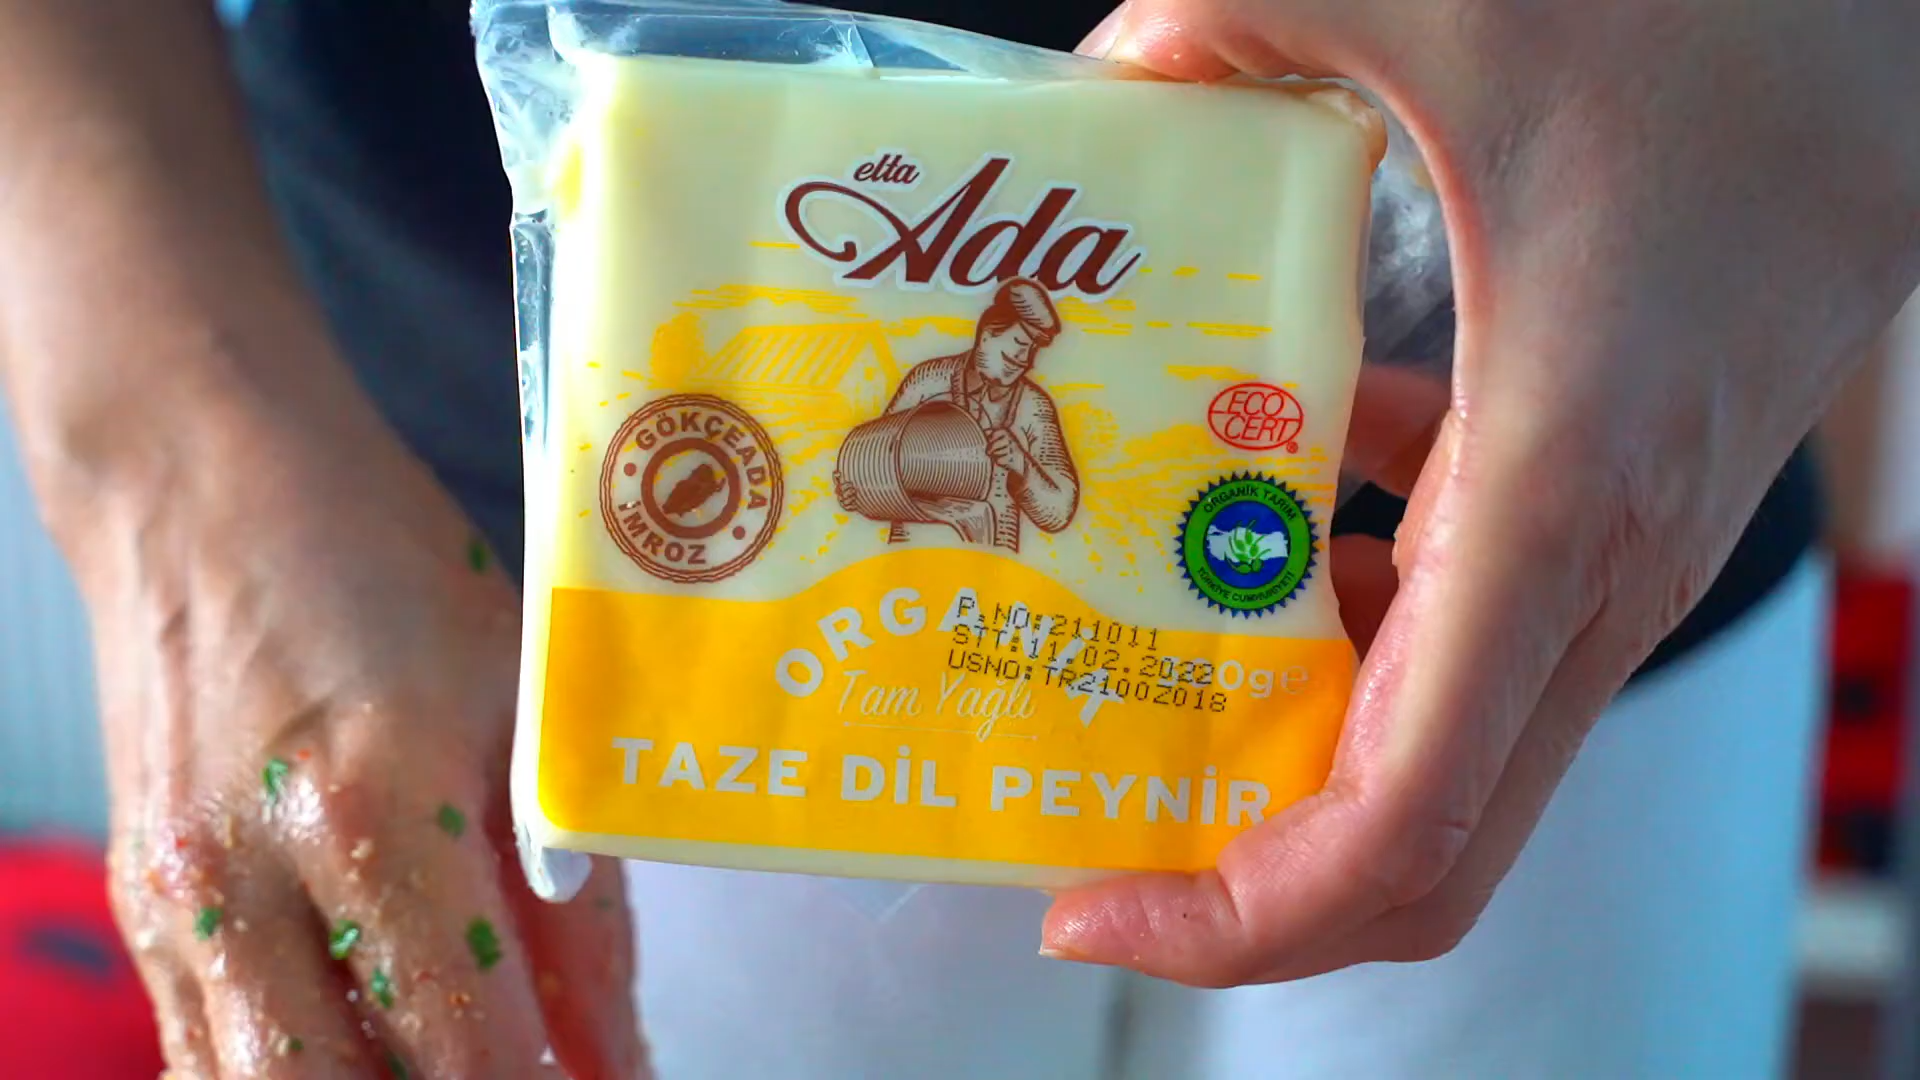 elta
Ada
GÖKÇEADA
İMROZ
ECO
CERT
ORGANİK TARIM
TÜRKİYE CUMHURİYETİ
ORGANİK
P.NO:211011
STT:11.02.2022
USNO:TR2100Z018
Tam Yağlı
TAZE DİL PEYNİR